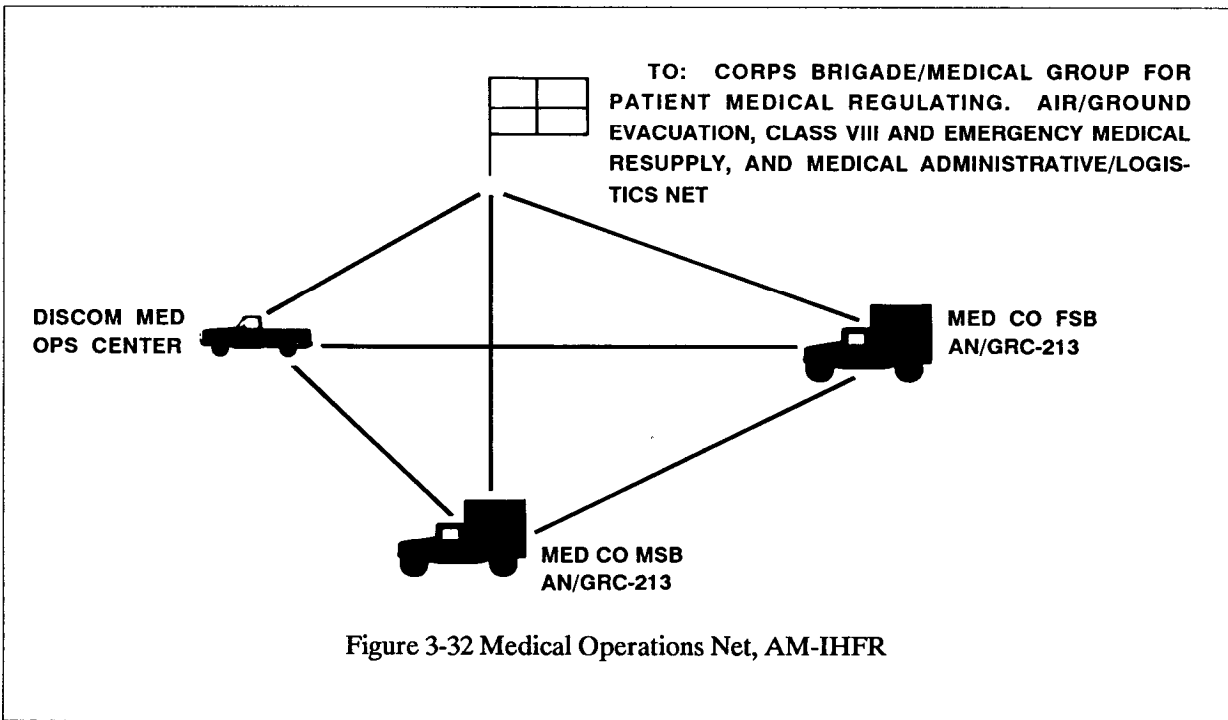 TO: CORPS BRIGADE/MEDICAL GROUP FOR
PATIENT MEDICAL REGULATING. AIR/GROUND
EVACUATION, CLASS VIII AND EMERGENCY MEDICAL
RESUPPLY, AND MEDICAL ADMINISTRATIVE/LOGIS-
TICS NET
DISCOM MED
OPS CENTER
MED CO FSB
AN/GRC-213
MED CO MSB
AN/GRC-213
Figure 3-32 Medical Operations Net, AM-IHFR